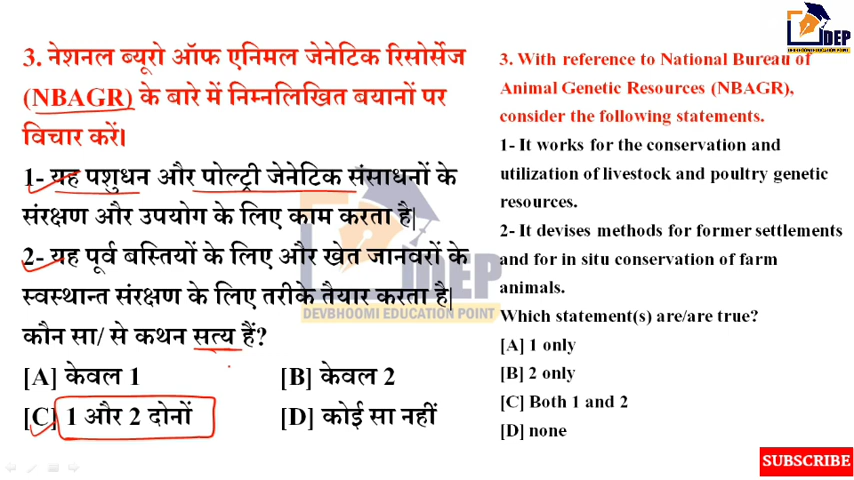 3. नेशनल ब्यूरो ऑफ एनिमल जेनेटिक रिसोर्सेज
(NBAGR) के बारे में निम्नलिखित बयानों पर
विचार करें।
1- यह पशुधन और पोल्ट्री जेनेटिक संसाधनों के
संरक्षण और उपयोग के लिए काम करता है|
2- यह पूर्व बस्तियों के लिए और खेत जानवरों के
स्वस्थान्त संरक्षण के लिए तरीके तैयार करता है|
कौन सा/ से कथन सत्य हैं?
[A] केवल 1
[B] केवल 2
[C] 1 और 2 दोनों
[D] कोई सा नहीं
3. With reference to National Bureau of
Animal Genetic Resources (NBAGR),
consider the following statements.
1- It works for the conservation and
utilization of livestock and poultry genetic
resources.
2- It devises methods for former settlements
and for in situ conservation of farm
animals.
Which statement(s) are/are true?
[A] 1 only
[B] 2 only
[C] Both 1 and 2
[D] none
IDEP
DEVBHOOMI EDUCATION POINT
IDEP
DEVBHOOMI EDUCATION POINT
SUBSCRIBE